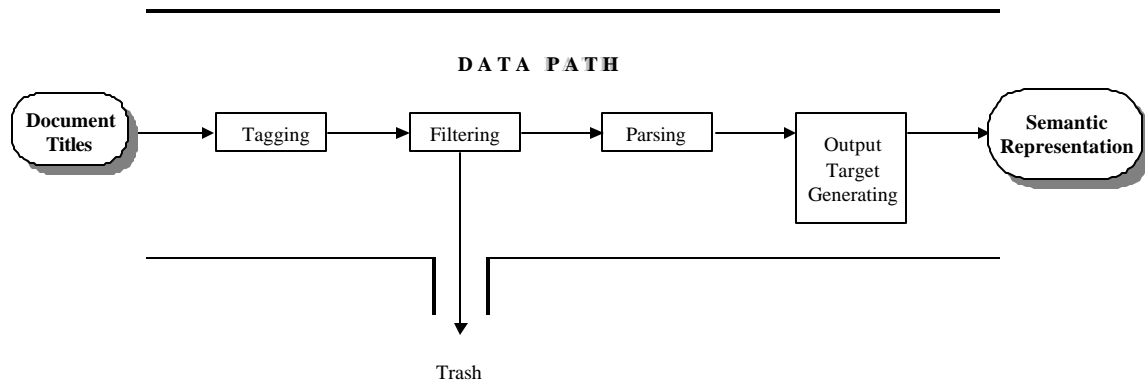 DATA PATH
Document
Titles
Tagging
Filtering
Parsing
Output
Target
Generating
Semantic
Representation
Trash